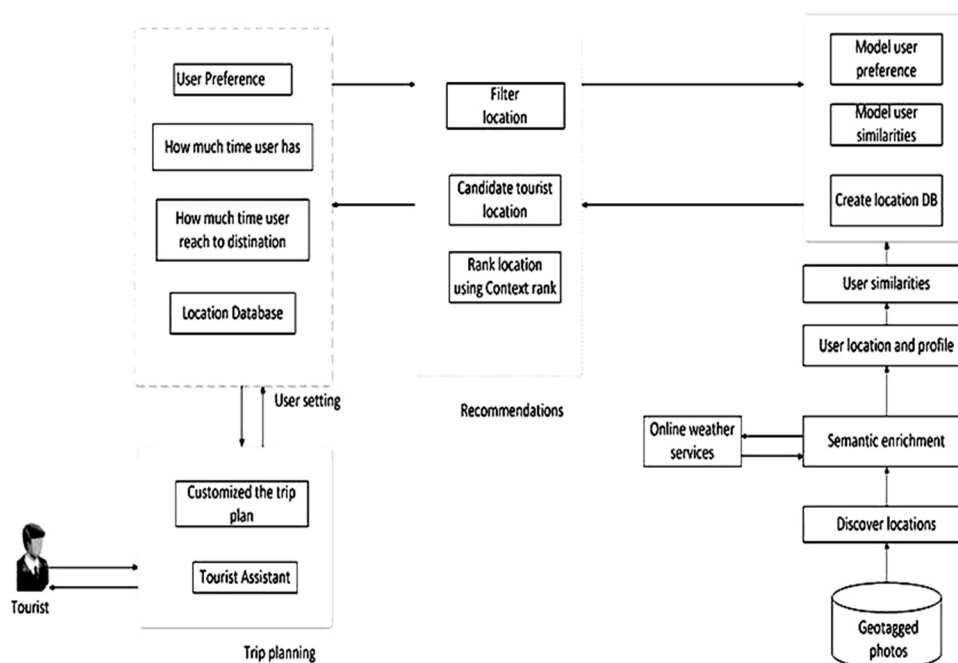 User Preference
How much time user has
How much time user
reach to distination
Location Database
User setting
Customized the trip
plan
Tourist Assistant
Trip planning
Tourist
Filter
location
Candidate tourist
location
Rank location
using Context rank
Recommendations
Model user
preference
Model user
similarities
Create location DB
User similarities
User location and profile
Online weather
services
Semantic enrichment
Discover locations
Geotagged
photos